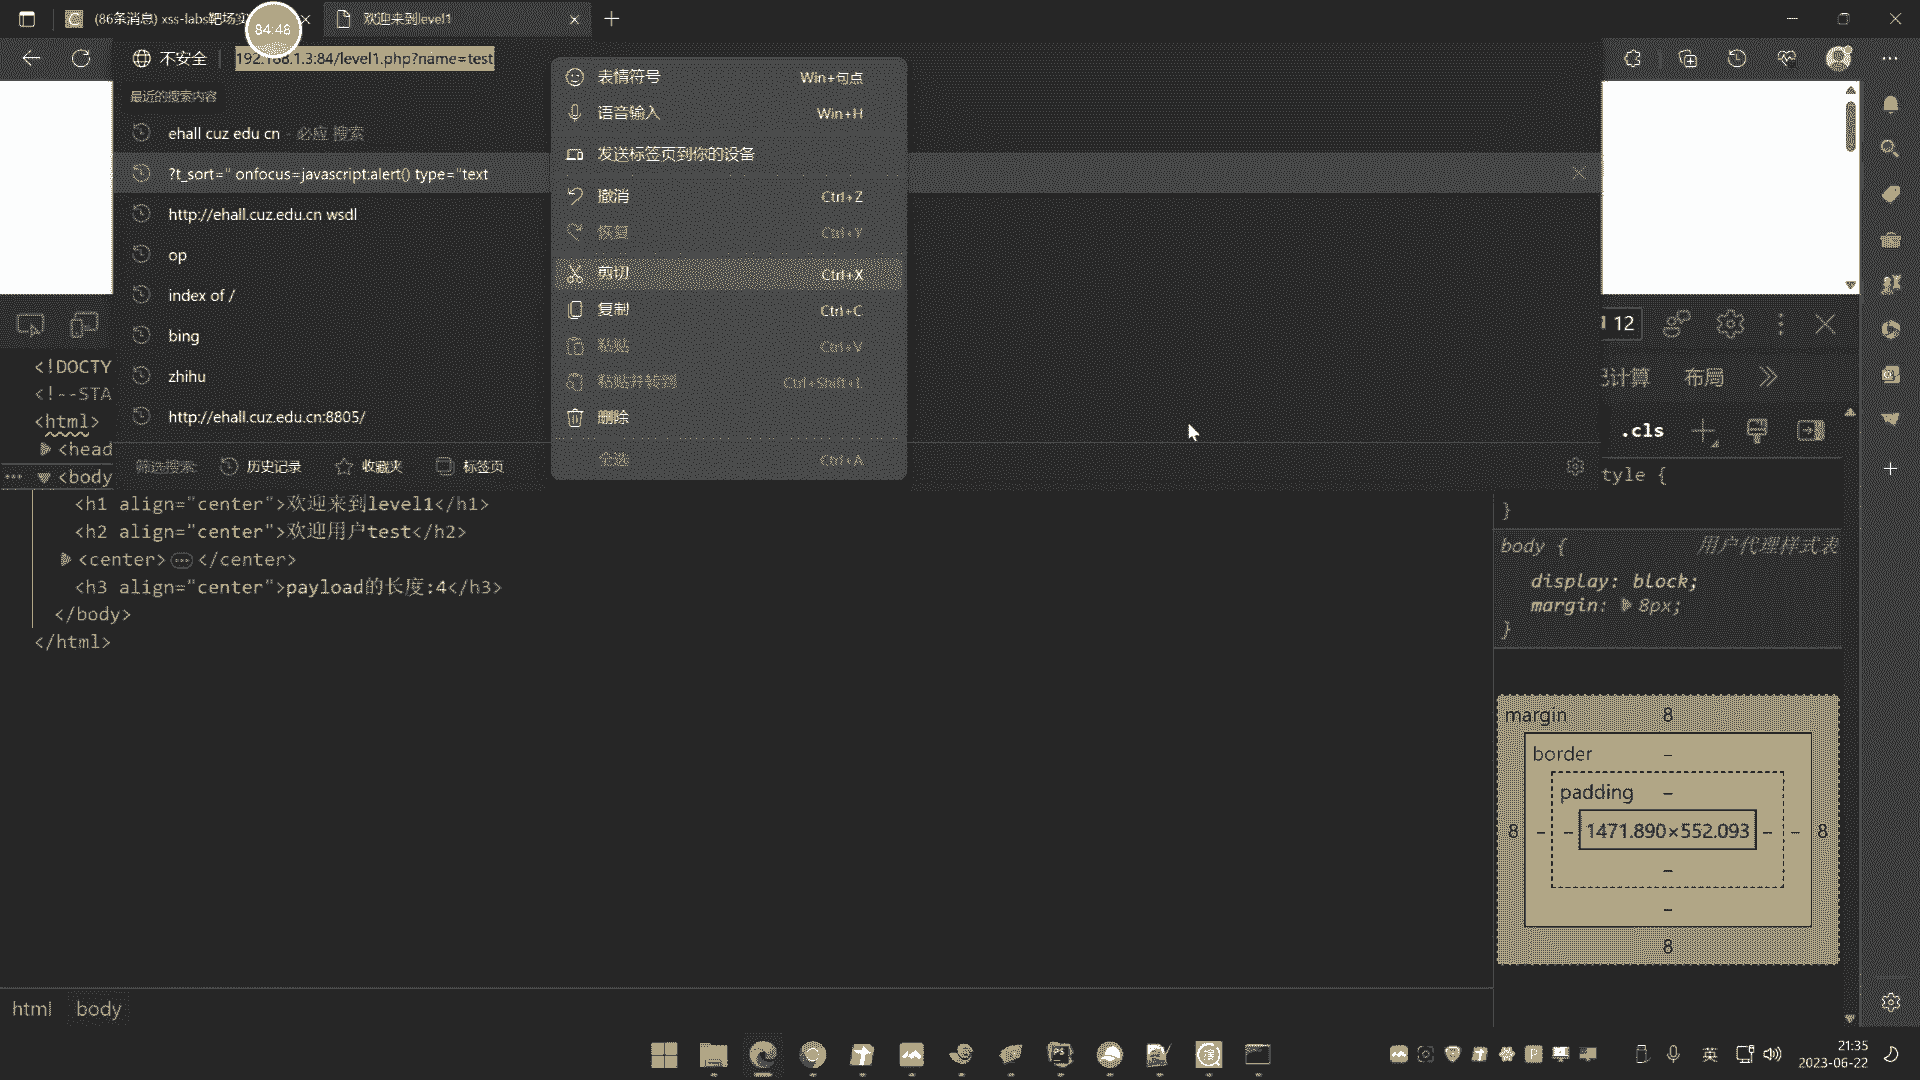 (86条消息) xss-labs靶场实
84:48
欢迎来到level1
不安全
192.168.1.3:84/level1.php?name=test
最近的搜索内容
ehall cuz edu cn - 必应 搜索
?t_sort=" onfocus=javascript:alert() type="text
http://ehall.cuz.edu.cn wsdl
op
index of /
bing
zhihu
http://ehall.cuz.edu.cn:8805/
筛选搜索:
历史记录
收藏夹
标签页
表情符号 Win+句点
语音输入 Win+H
发送标签页到你的设备
撤消 Ctrl+Z
恢复 Ctrl+Y
剪切 Ctrl+X
复制 Ctrl+C
粘贴 Ctrl+V
粘贴并转到 Ctrl+Shift+L
删除
全选 Ctrl+A
12
已计算 布局
.cls
<!DOCTY
<!--STA
<html>
<head
<body
<h1 align="center">欢迎来到level1</h1>
<h2 align="center">欢迎用户test</h2>
<center>…</center>
<h3 align="center">payload的长度:4</h3>
</body>
</html>
tyle {
}
body { 用户代理样式表
display: block;
margin: 8px;
}
margin 8
border –
padding –
8 – – 1471.890×552.093 – – 8
–
–
8
html body
英
21:35
2023-06-22